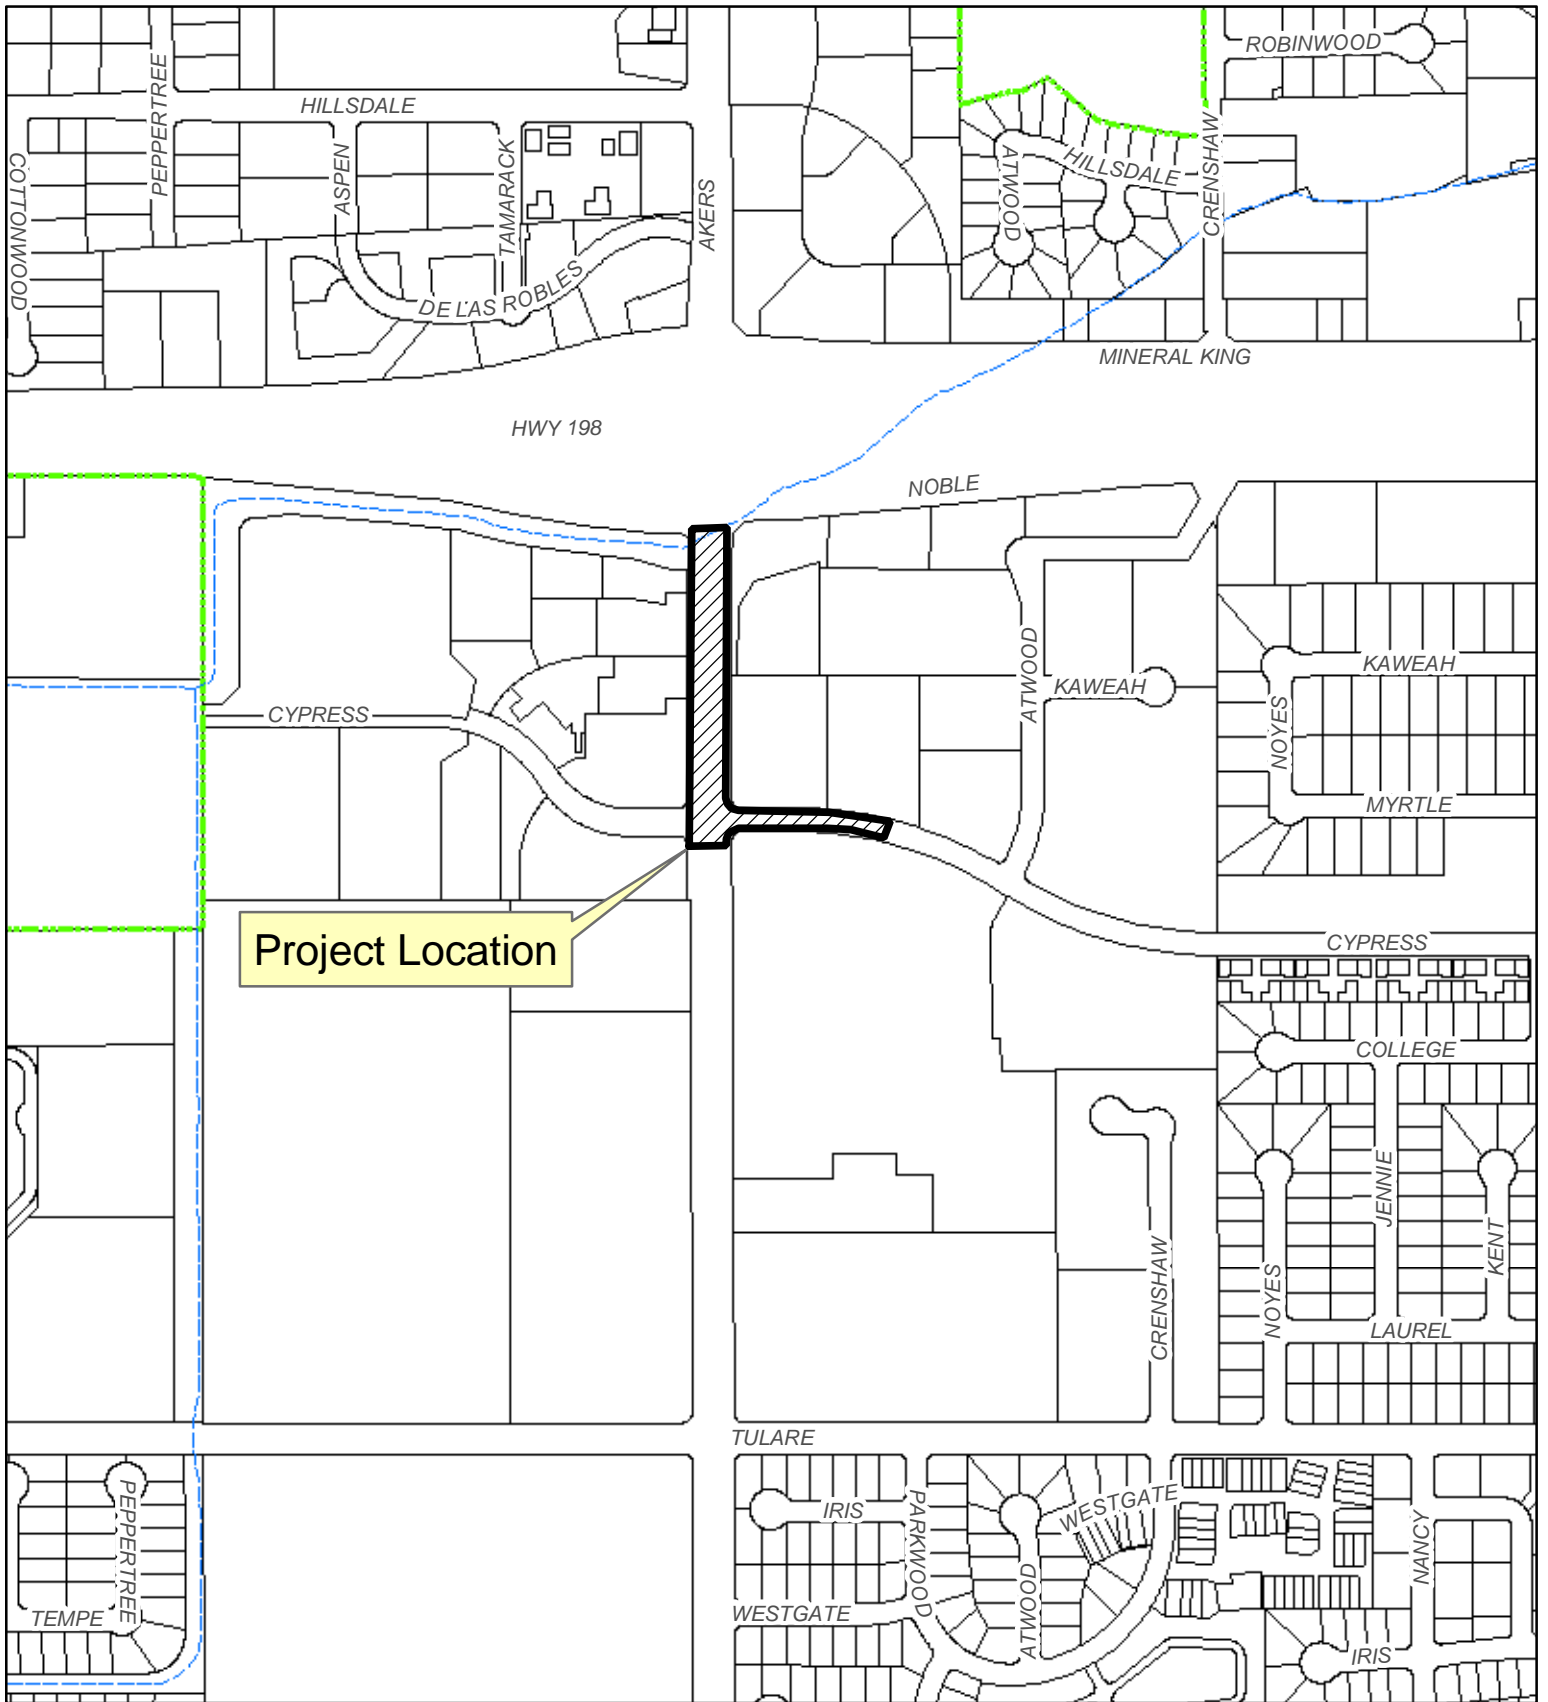 ROBINWOOD
PEPPERTREE
HILLSDALE
COTTONWOOD
ASPEN
TAMARACK
AKERS
ATWOOD
HILLSDALE
CRENSHAW
DE LAS ROBLES
MINERAL KING
HWY 198
NOBLE
ATWOOD
KAWEAH
KAWEAH
CYPRESS
NOYES
MYRTLE
Project Location
CYPRESS
COLLEGE
JENNIE
KENT
CRENSHAW
NOYES
LAUREL
TULARE
PEPPERTREE
IRIS
PARKWOOD
WESTGATE
NANCY
TEMPE
WESTGATE
ATWOOD
IRIS